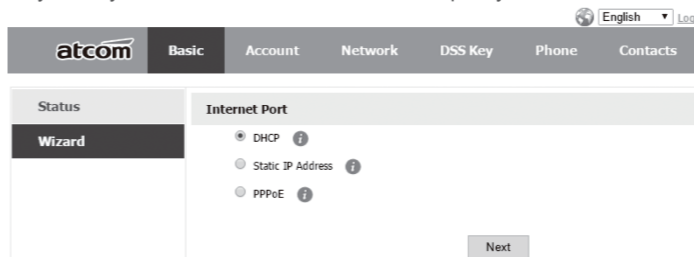 English Log
atcom Basic Account Network DSS Key Phone Contacts
Status Internet Port
Wizard DHCP
Static IP Address
PPPoE
Next